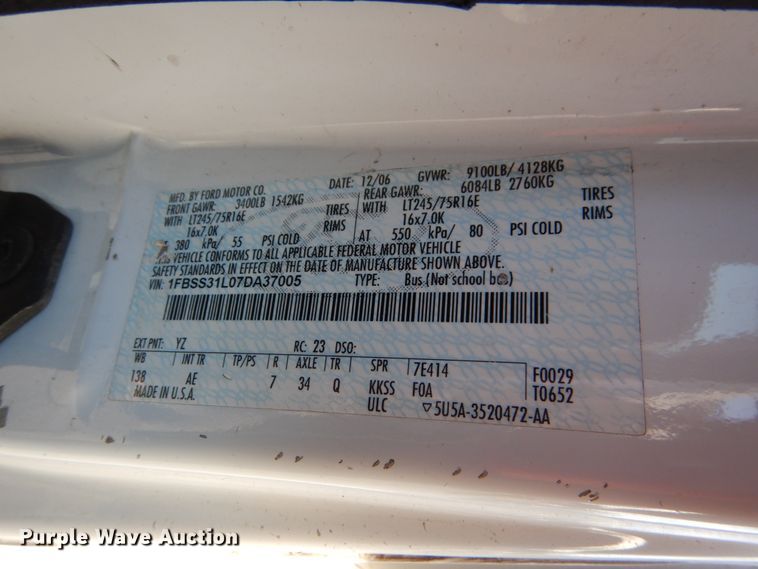 MFD. BY FORD MOTOR CO.
DATE: 12/06 GVWR: 9100LB/ 4128KG
FRONT GAWR: 3400LB 1542KG REAR GAWR: 6084LB 2760KG
WITH LT245/75R16E TIRES WITH LT245/75R16E TIRES
16x7.0K RIMS 16x7.0K RIMS
380 kPa/ 55 PSI COLD AT 550 kPa/ 80 PSI COLD
VEHICLE CONFORMS TO ALL APPLICABLE FEDERAL MOTOR VEHICLE
SAFETY STANDARDS IN EFFECT ON THE DATE OF MANUFACTURE SHOWN ABOVE.
VIN: 1FBSS31L07DA37005 TYPE: Bus (Not school bus)
EXT PNT: YZ RC: 23 DSO:
WB INT TR TP/PS R AXLE TR SPR 7E414 F0029
138 AE 7 34 Q KKSS F0A T0652
MADE IN U.S.A. ULC ▽5U5A-3520472-AA
Purple Wave Auction